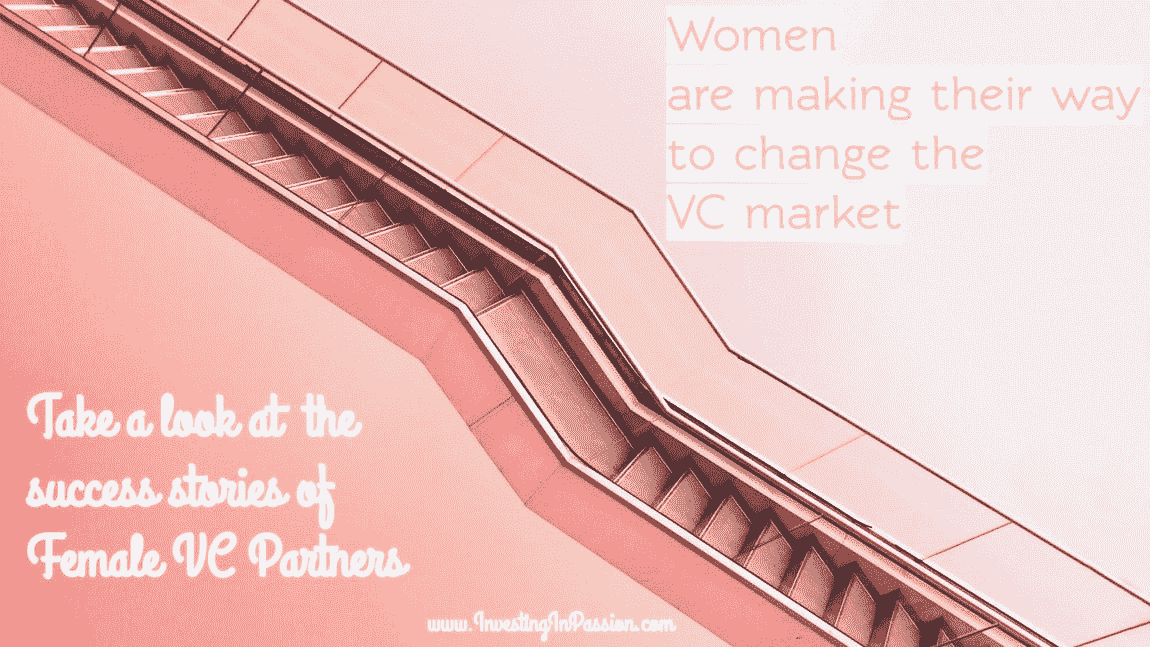 Women
are making their way
to change the
VC market
Take a look at the
success stories of
Female VC Partners
www.InvestingInPassion.com